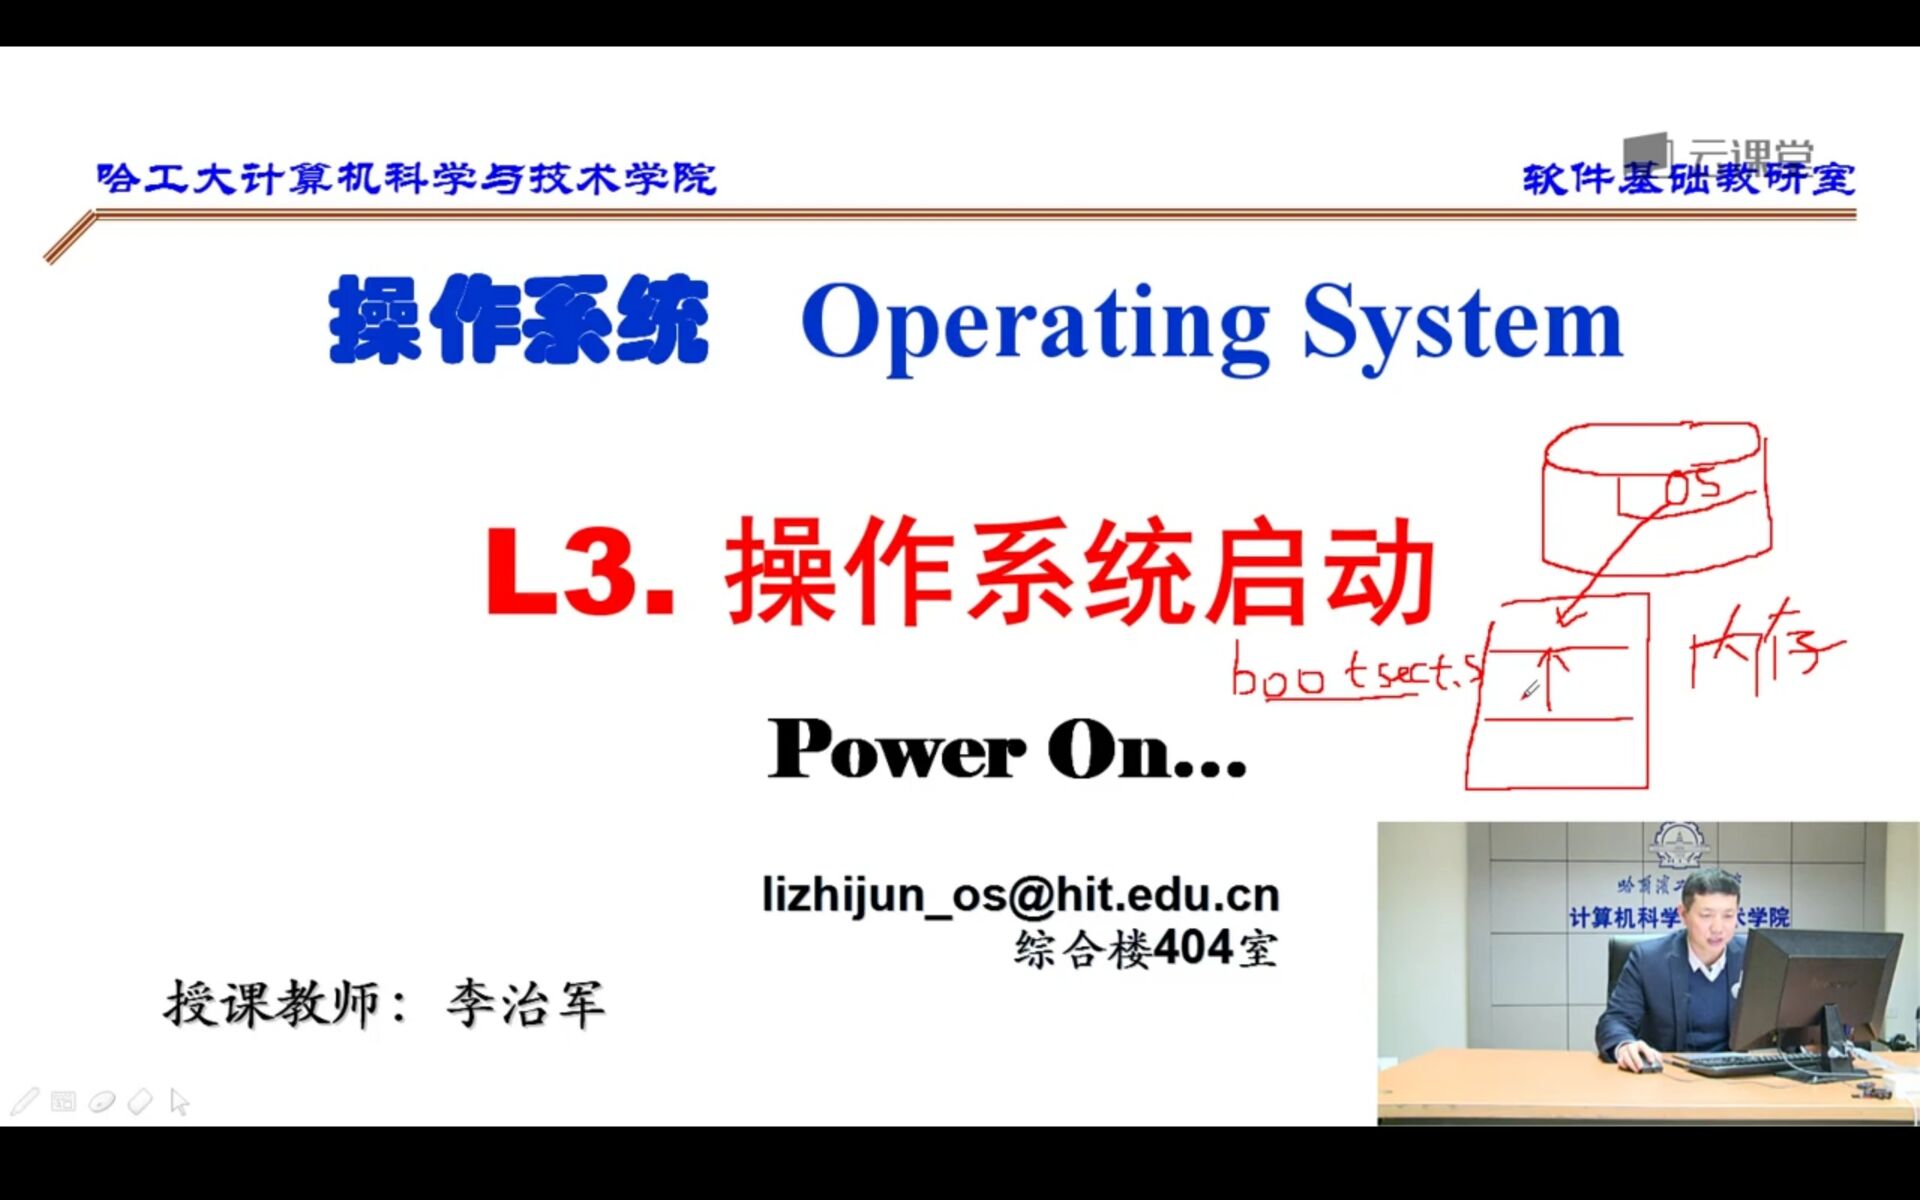 云课堂
哈工大计算机科学与技术学院 软件基础教研室
操作系统 Operating System
OS
L3. 操作系统启动
内存
bootsect.s
Power On...
lizhijun_os@hit.edu.cn
综合楼404室
授课教师：李治军
计算机科学 术学院